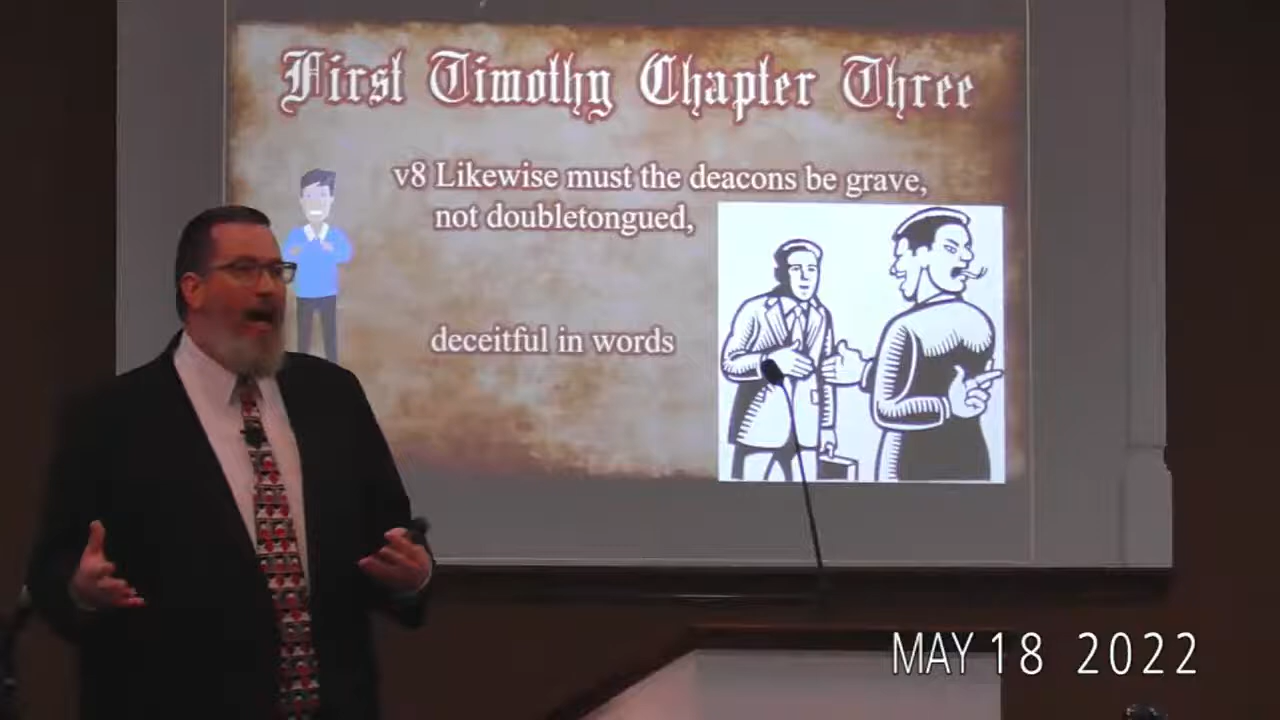 First Timothy Chapter Three
v8 Likewise must the deacons be grave,
not doubletongued,
deceitful in words
MAY 18 2022